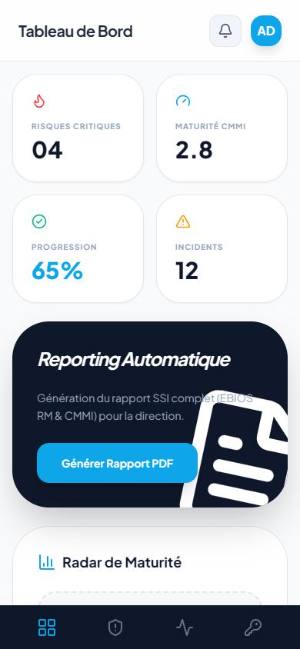 Tableau de Bord
AD
RISQUES CRITIQUES
04
MATURITÉ CMMI
2.8
PROGRESSION
65%
INCIDENTS
12
Reporting Automatique
Génération du rapport SSI complet (EBIOS
RM & CMMI) pour la direction.
Générer Rapport PDF
Radar de Maturité